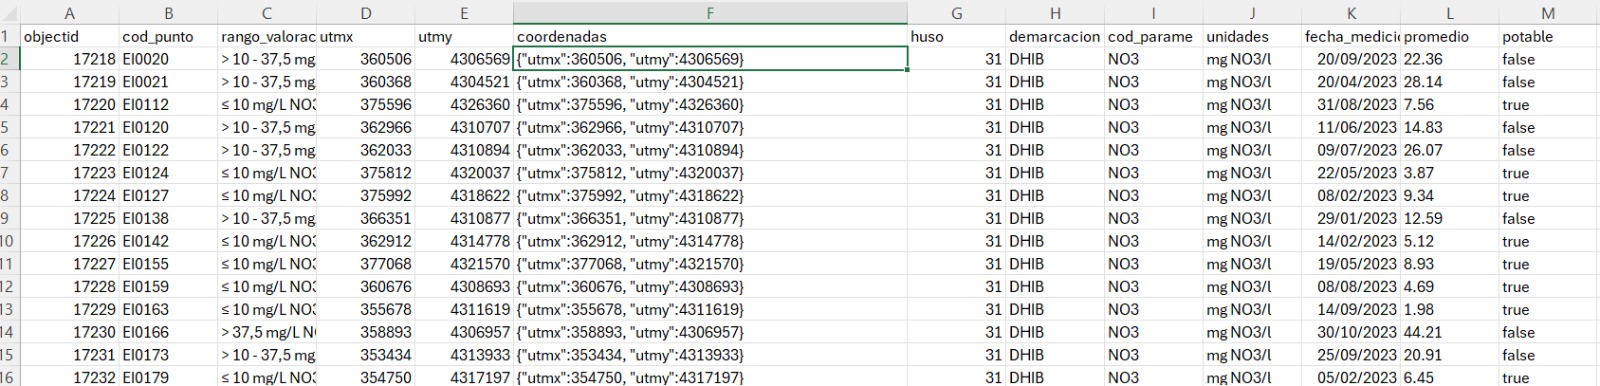 A B C D E F G H I J K L M
1 objectid cod_punto rango_valorac utmx utmy coordenadas huso demarcacion cod_parame unidades fecha_medici promedio potable
2 17218 EI0020 > 10 - 37,5 mg 360506 4306569 {"utmx":360506, "utmy":4306569} 31 DHIB NO3 mg NO3/l 20/09/2023 22.36 false
3 17219 EI0021 > 10 - 37,5 mg 360368 4304521 {"utmx":360368, "utmy":4304521} 31 DHIB NO3 mg NO3/l 20/04/2023 28.14 false
4 17220 EI0112 ≤ 10 mg/L NO3 375596 4326360 {"utmx":375596, "utmy":4326360} 31 DHIB NO3 mg NO3/l 31/08/2023 7.56 true
5 17221 EI0120 > 10 - 37,5 mg 362966 4310707 {"utmx":362966, "utmy":4310707} 31 DHIB NO3 mg NO3/l 11/06/2023 14.83 false
6 17222 EI0122 > 10 - 37,5 mg 362033 4310894 {"utmx":362033, "utmy":4310894} 31 DHIB NO3 mg NO3/l 09/07/2023 26.07 false
7 17223 EI0124 ≤ 10 mg/L NO3 375812 4320037 {"utmx":375812, "utmy":4320037} 31 DHIB NO3 mg NO3/l 22/05/2023 3.87 true
8 17224 EI0127 ≤ 10 mg/L NO3 375992 4318622 {"utmx":375992, "utmy":4318622} 31 DHIB NO3 mg NO3/l 08/02/2023 9.34 true
9 17225 EI0138 > 10 - 37,5 mg 366351 4310877 {"utmx":366351, "utmy":4310877} 31 DHIB NO3 mg NO3/l 29/01/2023 12.59 false
10 17226 EI0142 ≤ 10 mg/L NO3 362912 4314778 {"utmx":362912, "utmy":4314778} 31 DHIB NO3 mg NO3/l 14/02/2023 5.12 true
11 17227 EI0155 ≤ 10 mg/L NO3 377068 4321570 {"utmx":377068, "utmy":4321570} 31 DHIB NO3 mg NO3/l 19/05/2023 8.93 true
12 17228 EI0159 ≤ 10 mg/L NO3 360676 4308693 {"utmx":360676, "utmy":4308693} 31 DHIB NO3 mg NO3/l 08/08/2023 4.69 true
13 17229 EI0163 ≤ 10 mg/L NO3 355678 4311619 {"utmx":355678, "utmy":4311619} 31 DHIB NO3 mg NO3/l 14/09/2023 1.98 true
14 17230 EI0166 > 37,5 mg/L N 358893 4306957 {"utmx":358893, "utmy":4306957} 31 DHIB NO3 mg NO3/l 30/10/2023 44.21 false
15 17231 EI0173 > 10 - 37,5 mg 353434 4313933 {"utmx":353434, "utmy":4313933} 31 DHIB NO3 mg NO3/l 25/09/2023 20.91 false
16 17232 EI0179 ≤ 10 mg/L NO3 354750 4317197 {"utmx":354750, "utmy":4317197} 31 DHIB NO3 mg NO3/l 05/02/2023 6.45 true